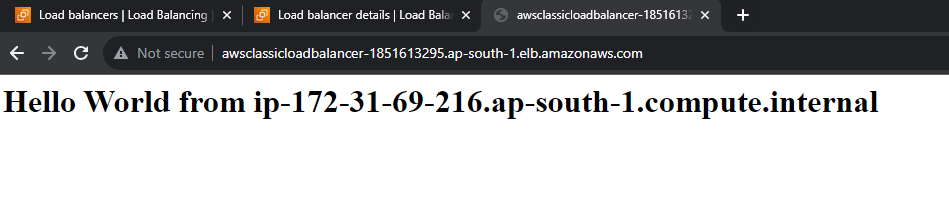 Load balancers | Load Balancing
Load balancer details | Load Bala
awsclassicloadbalancer-18516132
Not secure
awsclassicloadbalancer-1851613295.ap-south-1.elb.amazonaws.com
Hello World from ip-172-31-69-216.ap-south-1.compute.internal